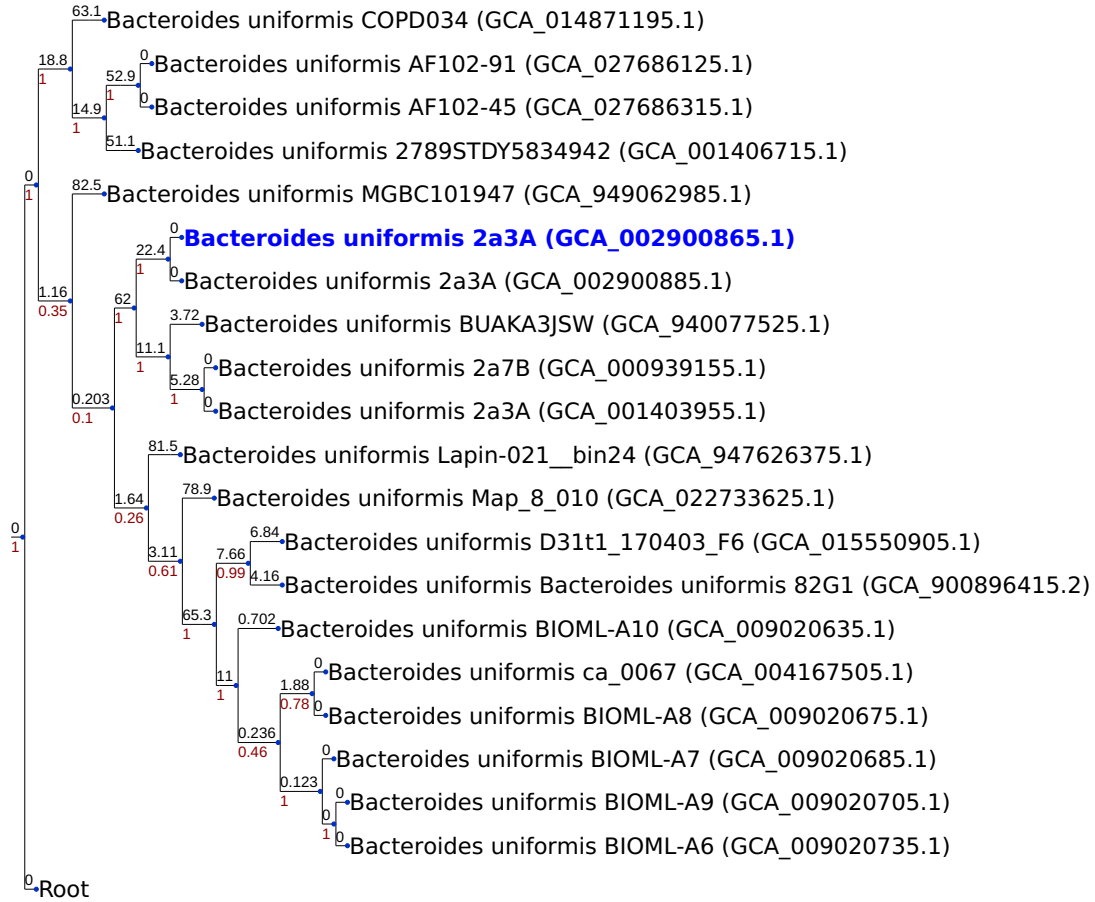 63.1 Bacteroides uniformis COPD034 (GCA_014871195.1)
18.8
1
0 Bacteroides uniformis AF102-91 (GCA_027686125.1)
52.9
1
0 Bacteroides uniformis AF102-45 (GCA_027686315.1)
14.9
1
51.1 Bacteroides uniformis 2789STDY5834942 (GCA_001406715.1)
0
1
82.5 Bacteroides uniformis MGBC101947 (GCA_949062985.1)
0 Bacteroides uniformis 2a3A (GCA_002900865.1)
22.4
1
0 Bacteroides uniformis 2a3A (GCA_002900885.1)
1.16
0.35
62
1
3.72 Bacteroides uniformis BUAKA3JSW (GCA_940077525.1)
11.1
1
0 Bacteroides uniformis 2a7B (GCA_000939155.1)
5.28
1
0 Bacteroides uniformis 2a3A (GCA_001403955.1)
0.203
0.1
81.5 Bacteroides uniformis Lapin-021__bin24 (GCA_947626375.1)
1.64
0.26
78.9 Bacteroides uniformis Map_8_010 (GCA_022733625.1)
0
1
6.84 Bacteroides uniformis D31t1_170403_F6 (GCA_015550905.1)
3.11
0.61
7.66
0.99
4.16 Bacteroides uniformis Bacteroides uniformis 82G1 (GCA_900896415.2)
65.3
1
0.702 Bacteroides uniformis BIOML-A10 (GCA_009020635.1)
11
1
0 Bacteroides uniformis ca_0067 (GCA_004167505.1)
1.88
0.78
0 Bacteroides uniformis BIOML-A8 (GCA_009020675.1)
0.236
0.46
0 Bacteroides uniformis BIOML-A7 (GCA_009020685.1)
0.123
1
0 Bacteroides uniformis BIOML-A9 (GCA_009020705.1)
0
1
0 Bacteroides uniformis BIOML-A6 (GCA_009020735.1)
0 Root